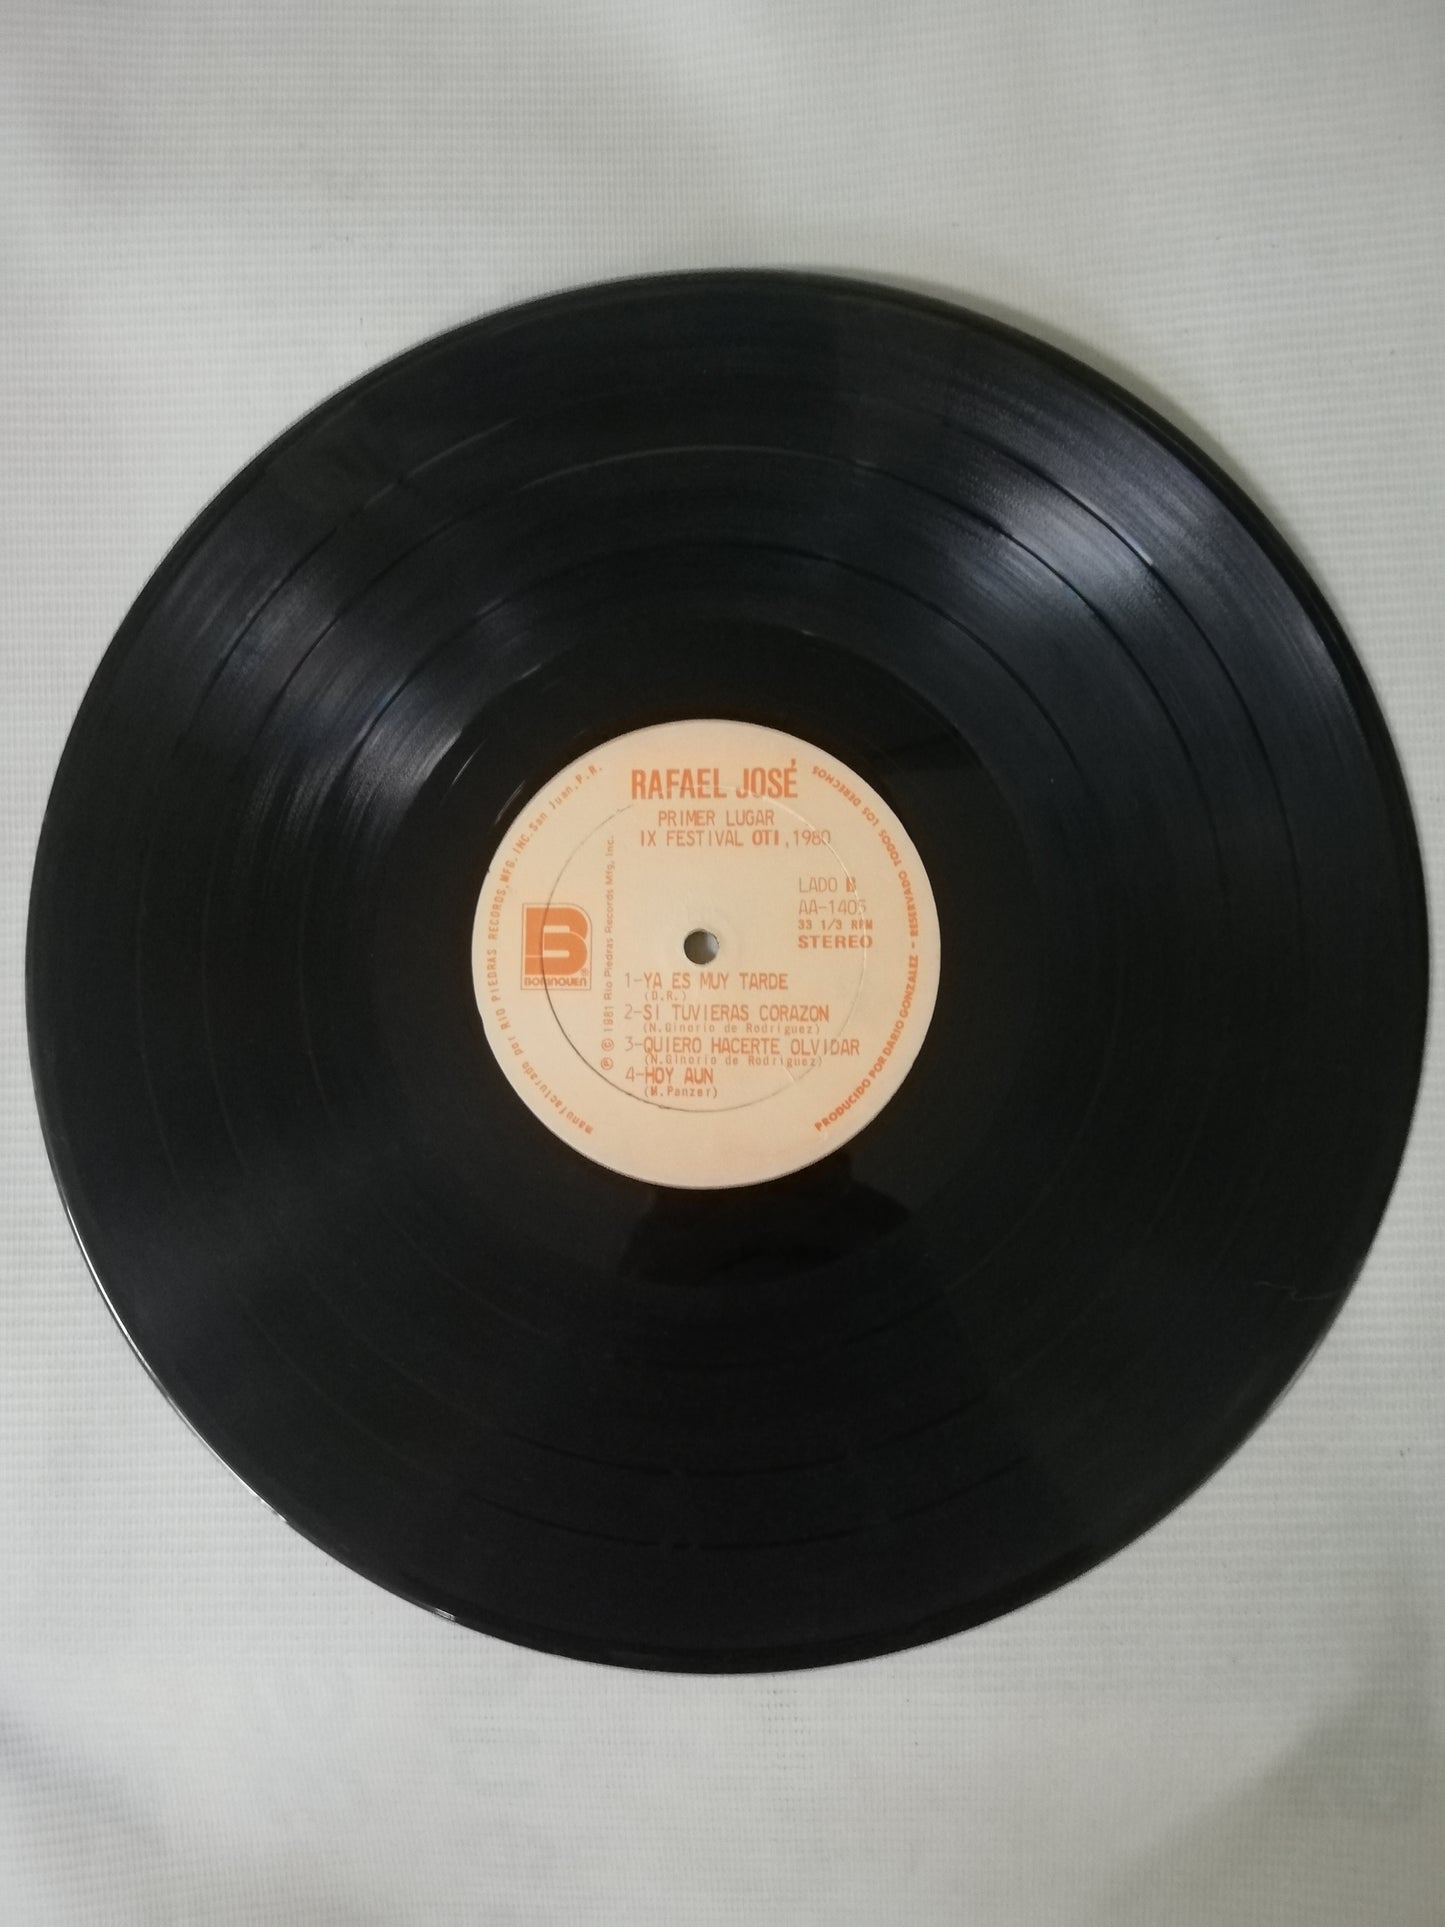 RAFAEL JOSÉ
PRIMER LUGAR
IX FESTIVAL OTI, 1980
LADO B
AA-1405
33 1/3 RPM
STEREO
BORINQUEN®
1-YA ES MUY TARDE
(D.R.)
2-SI TUVIERAS CORAZON
(N.Ginorio de Rodriguez)
3-QUIERO HACERTE OLVIDAR
(N.Ginorio de Rodriguez)
4-HOY AUN
(M.Panzer)
℗ © 1981 Rio Piedras Records Mfg, Inc.
manufacturado por RIO PIEDRAS RECORDS, MFG, INC. San Juan, P.R.
PRODUCIDO POR DARIO GONZALEZ - RESERVADO TODOS LOS DERECHOS